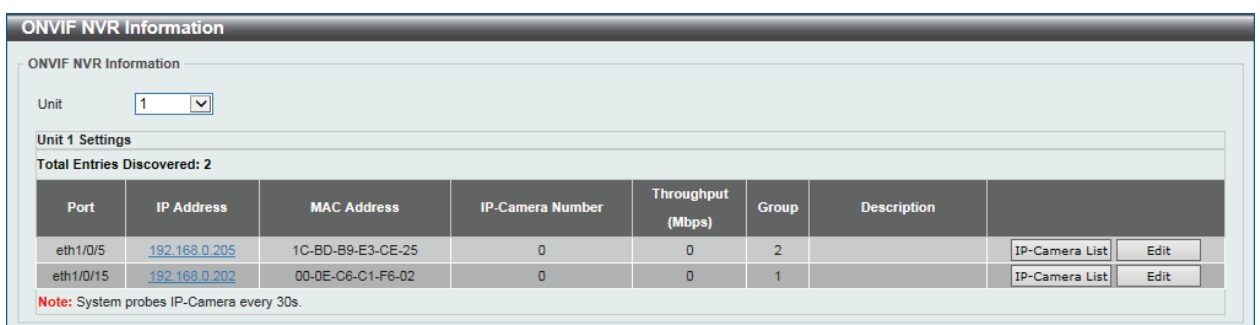 ONVIF NVR Information
ONVIF NVR Information
Unit 1
Unit 1 Settings
Total Entries Discovered: 2
Port IP Address MAC Address IP-Camera Number Throughput (Mbps) Group Description
eth1/0/5 192.168.0.205 1C-BD-B9-E3-CE-25 0 0 2 IP-Camera List Edit
eth1/0/15 192.168.0.202 00-0E-C6-C1-F6-02 0 0 1 IP-Camera List Edit
Note: System probes IP-Camera every 30s.